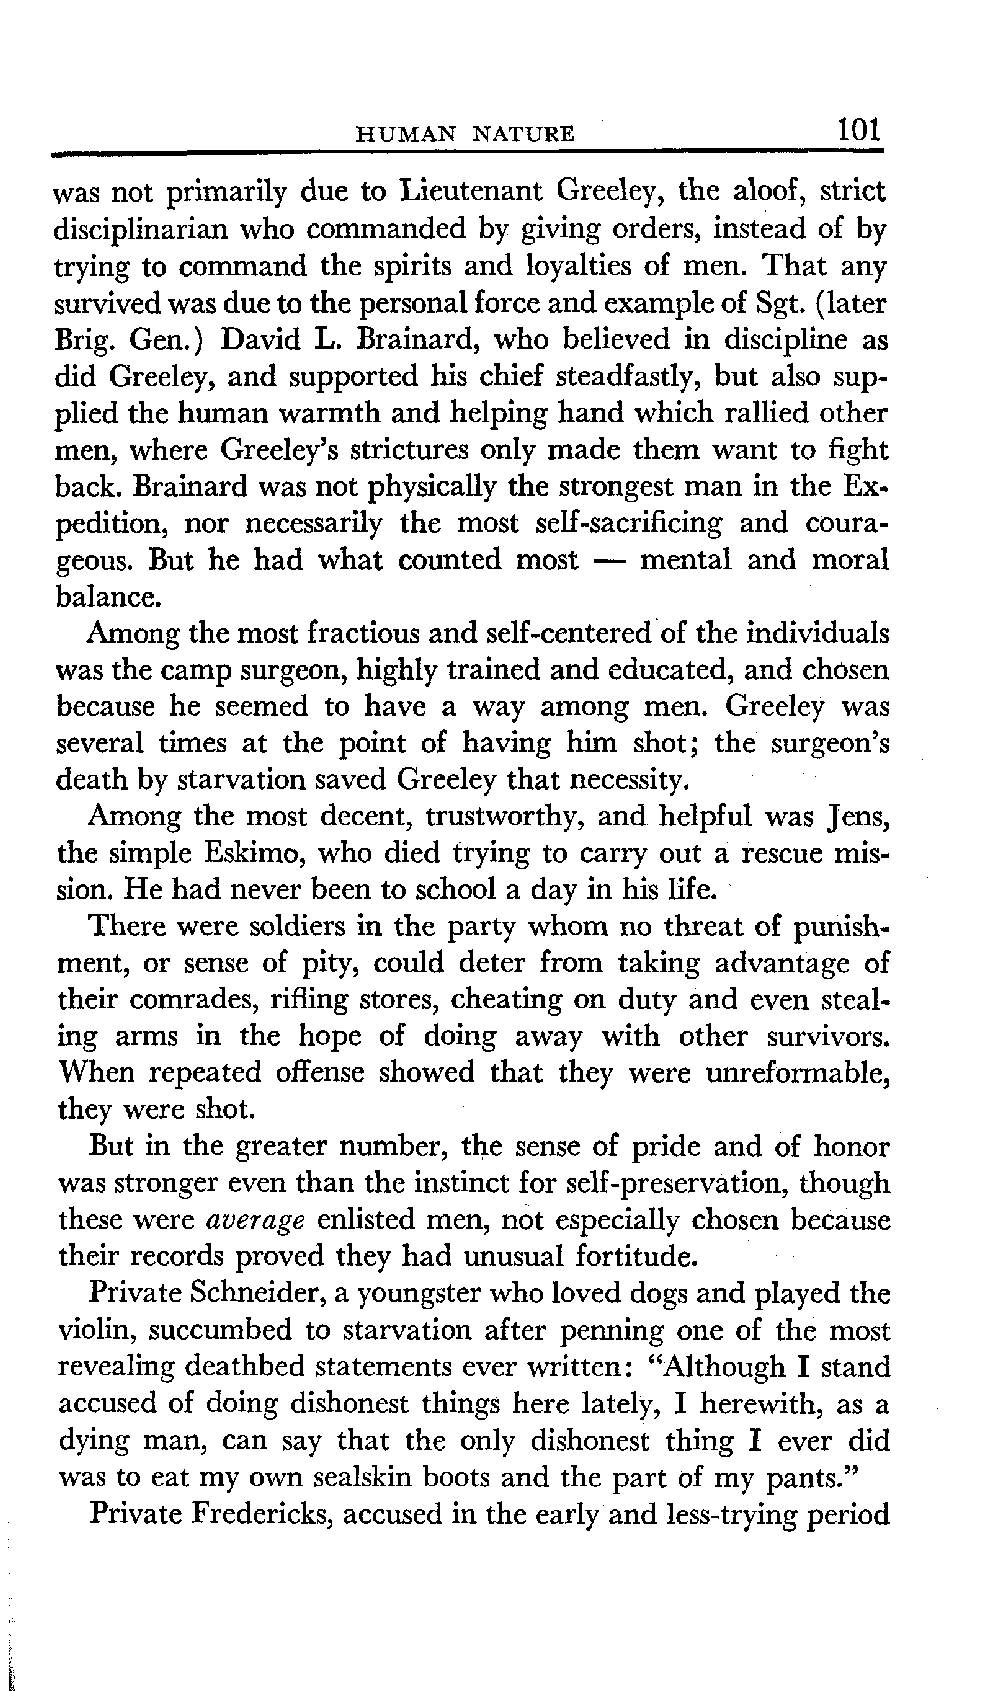 HUMAN NATURE 101
was not primarily due to Lieutenant Greeley, the aloof, strict
disciplinarian who commanded by giving orders, instead of by
trying to command the spirits and loyalties of men. That any
survived was due to the personal force and example of Sgt. (later
Brig. Gen.) David L. Brainard, who believed in discipline as
did Greeley, and supported his chief steadfastly, but also sup-
plied the human warmth and helping hand which rallied other
men, where Greeley's strictures only made them want to fight
back. Brainard was not physically the strongest man in the Ex-
pedition, nor necessarily the most self-sacrificing and coura-
geous. But he had what counted most — mental and moral
balance.
Among the most fractious and self-centered of the individuals
was the camp surgeon, highly trained and educated, and chosen
because he seemed to have a way among men. Greeley was
several times at the point of having him shot; the surgeon's
death by starvation saved Greeley that necessity.
Among the most decent, trustworthy, and helpful was Jens,
the simple Eskimo, who died trying to carry out a rescue mis-
sion. He had never been to school a day in his life.
There were soldiers in the party whom no threat of punish-
ment, or sense of pity, could deter from taking advantage of
their comrades, rifling stores, cheating on duty and even steal-
ing arms in the hope of doing away with other survivors.
When repeated offense showed that they were unreformable,
they were shot.
But in the greater number, the sense of pride and of honor
was stronger even than the instinct for self-preservation, though
these were average enlisted men, not especially chosen because
their records proved they had unusual fortitude.
Private Schneider, a youngster who loved dogs and played the
violin, succumbed to starvation after penning one of the most
revealing deathbed statements ever written: “Although I stand
accused of doing dishonest things here lately, I herewith, as a
dying man, can say that the only dishonest thing I ever did
was to eat my own sealskin boots and the part of my pants.”
Private Fredericks, accused in the early and less-trying period